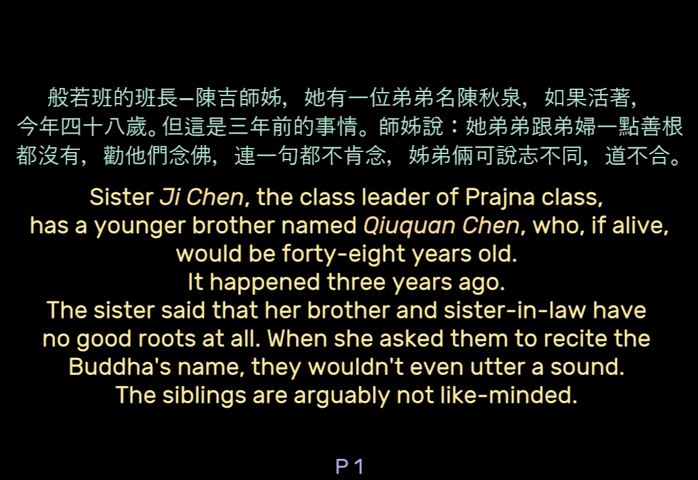 般若班的班長–陳吉師姊，她有一位弟弟名陳秋泉，如果活著，
今年四十八歲。但這是三年前的事情。師姊說：她弟弟跟弟婦一點善根
都沒有，勸他們念佛，連一句都不肯念，姊弟倆可說志不同，道不合。
Sister Ji Chen, the class leader of Prajna class,
has a younger brother named Qiuquan Chen, who, if alive,
would be forty-eight years old.
It happened three years ago.
The sister said that her brother and sister-in-law have
no good roots at all. When she asked them to recite the
Buddha's name, they wouldn't even utter a sound.
The siblings are arguably not like-minded.
P 1